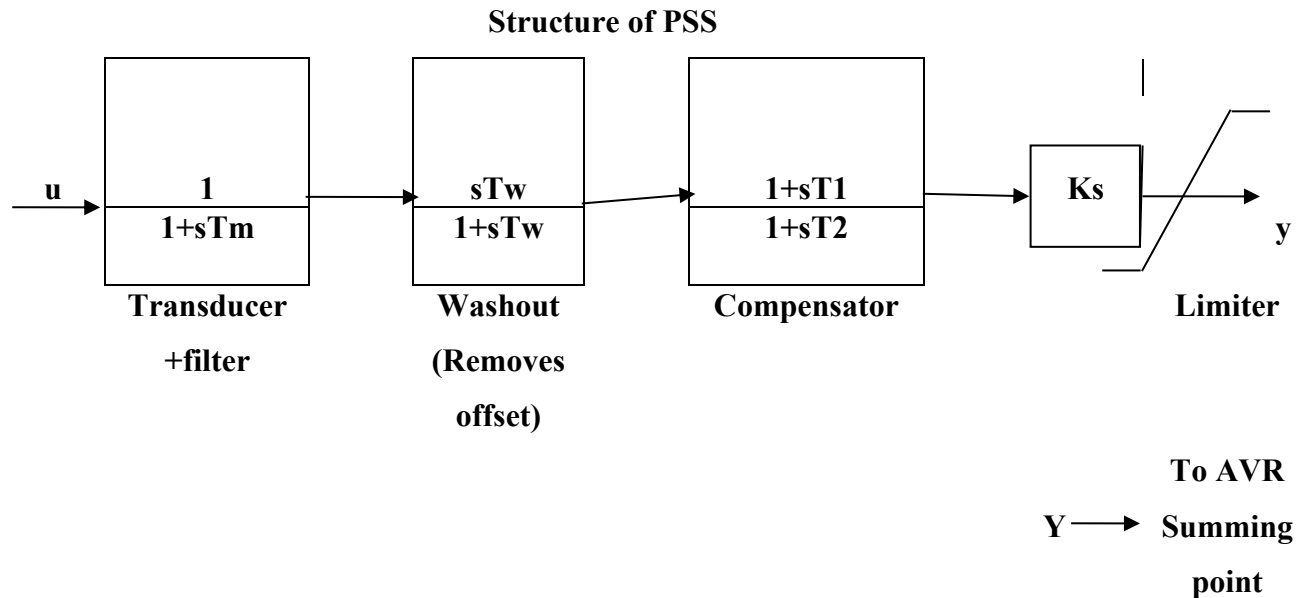 Structure of PSS
u
1
1+sTm
sTw
1+sTw
1+sT1
1+sT2
Ks
y
Transducer
+filter
Washout
(Removes
offset)
Compensator
Limiter
Y
To AVR
Summing
point